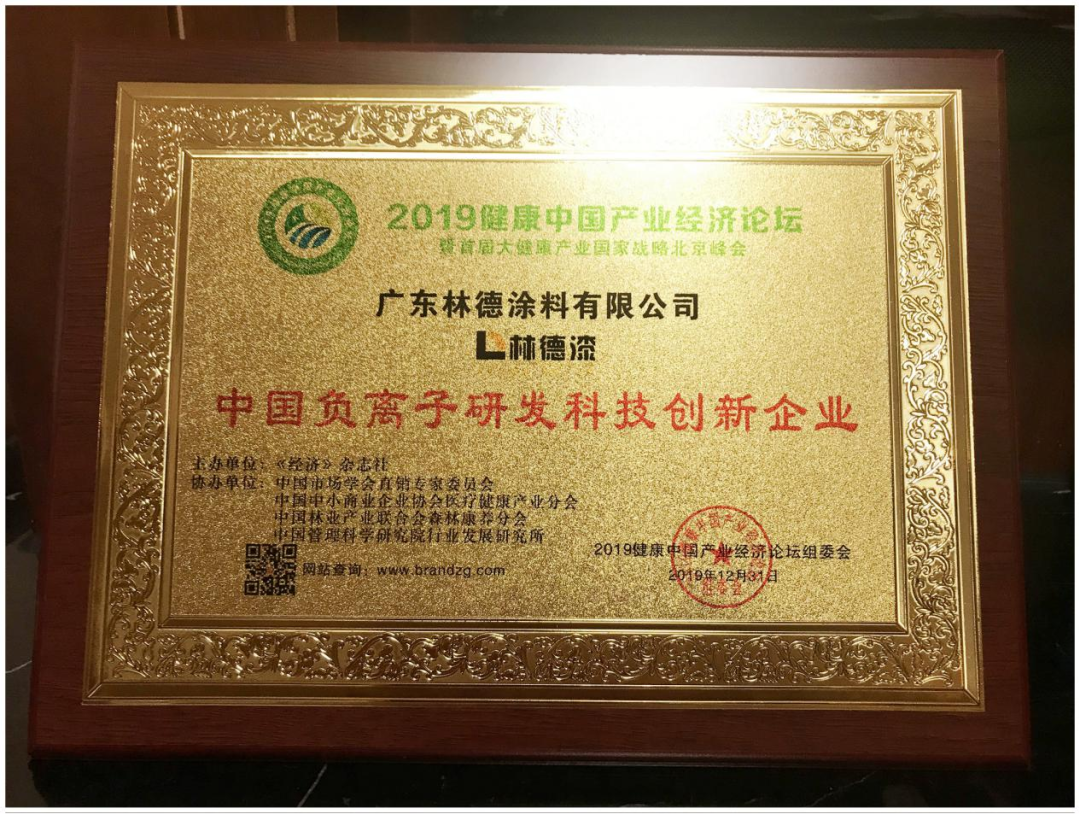 2019健康中国产业经济论坛
暨首届大健康产业国家战略北京峰会
广东林德涂料有限公司
林德漆
中国负离子研发科技创新企业
主办单位：《经济》杂志社
协办单位：中国市场学会直销专家委员会
中国中小商业企业协会医疗健康产业分会
中国林业产业联合会森林康养分会
中国管理科学研究院行业发展研究所
网站查询：www.brandzg.com
2019健康中国产业经济论坛组委会
2019年12月31日